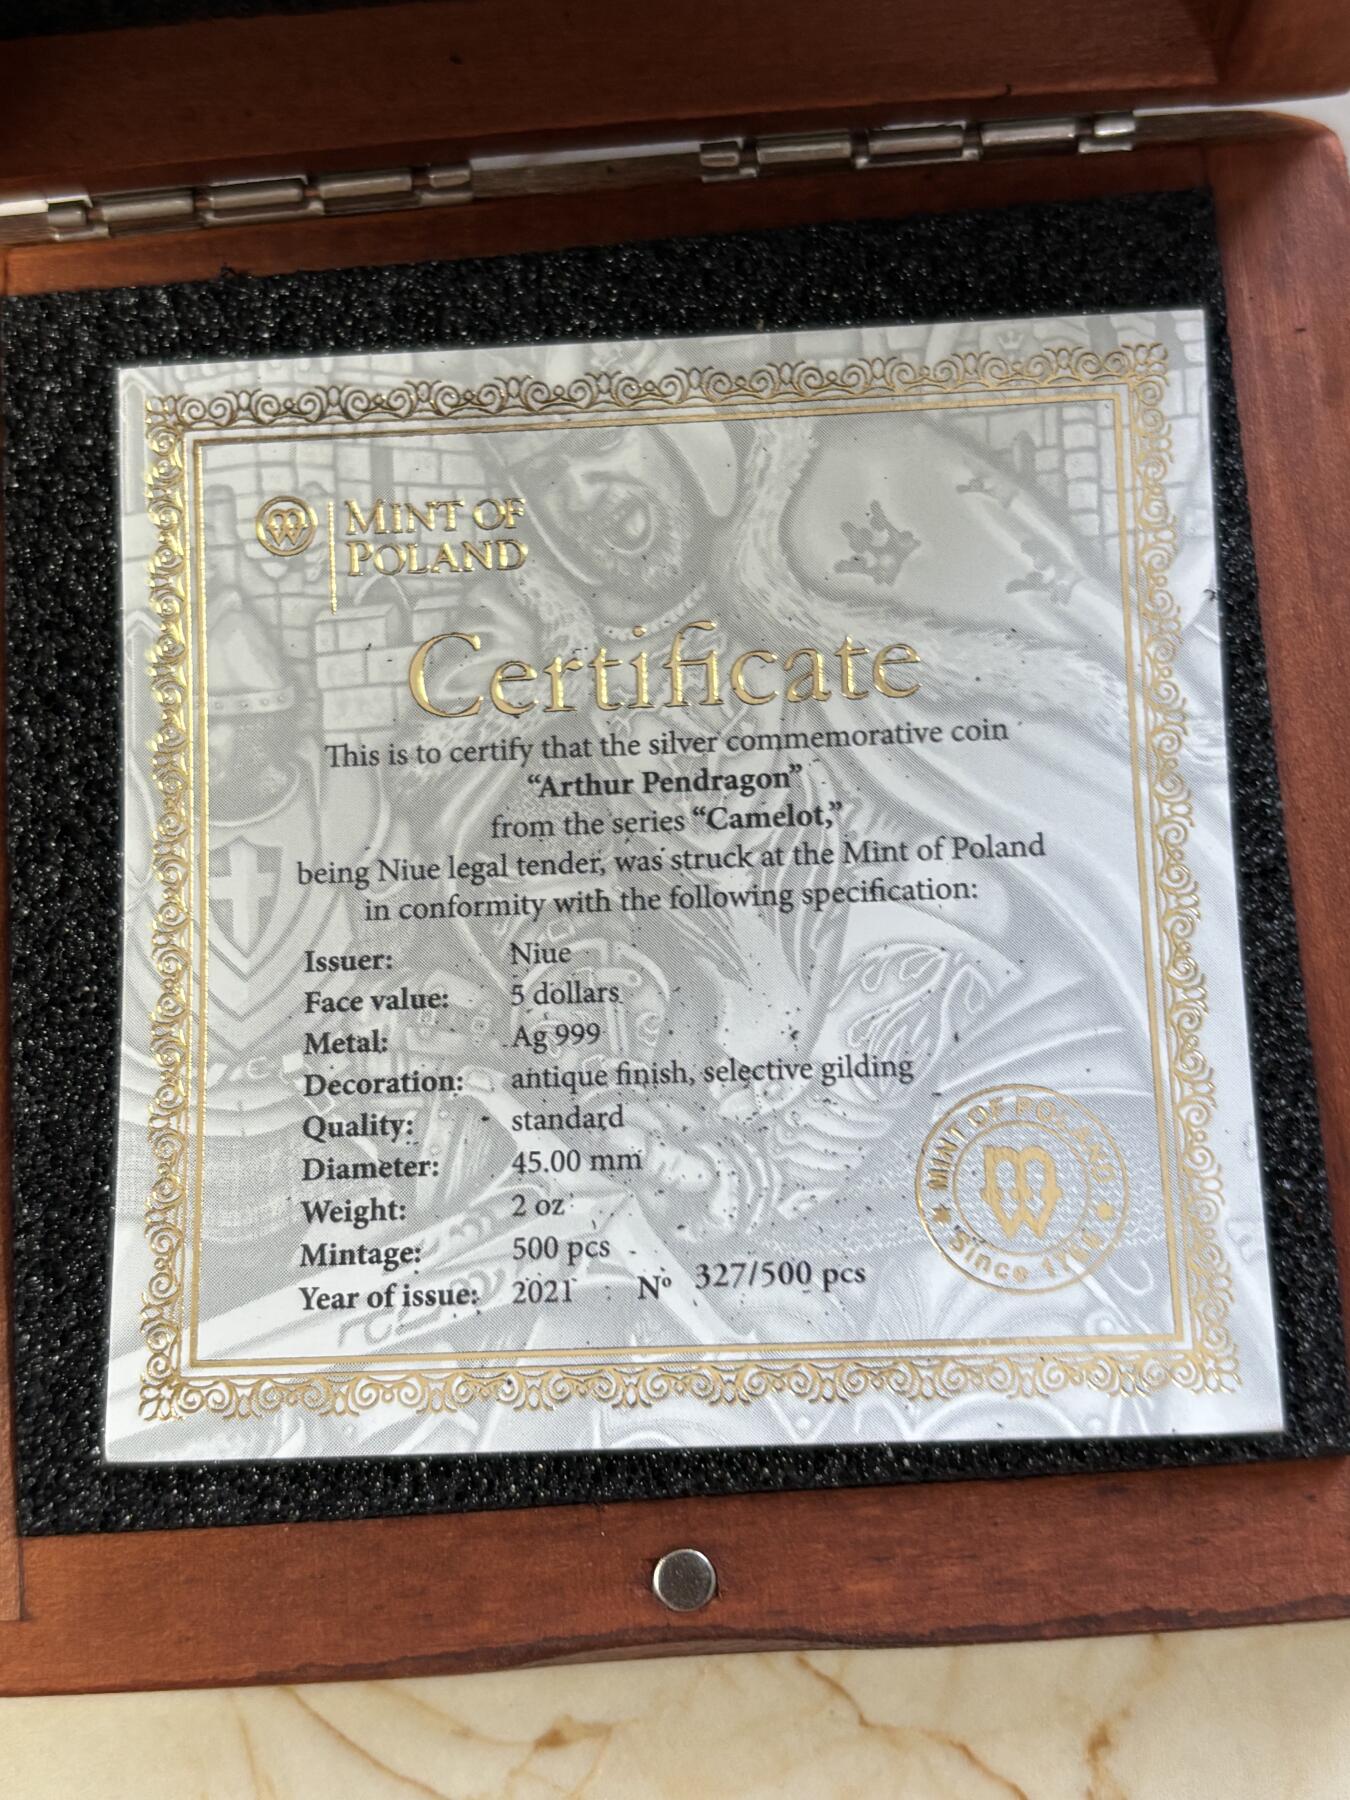 MINT OF
POLAND
Certificate
This is to certify that the silver commemorative coin
“Arthur Pendragon”
from the series “Camelot,”
being Niue legal tender, was struck at the Mint of Poland
in conformity with the following specification:
Issuer: Niue
Face value: 5 dollars
Metal: Ag 999
Decoration: antique finish, selective gilding
Quality: standard
Diameter: 45.00 mm
Weight: 2 oz
Mintage: 500 pcs
Year of issue: 2021 Nº 327/500 pcs
MINT OF POLAND
Since 1766